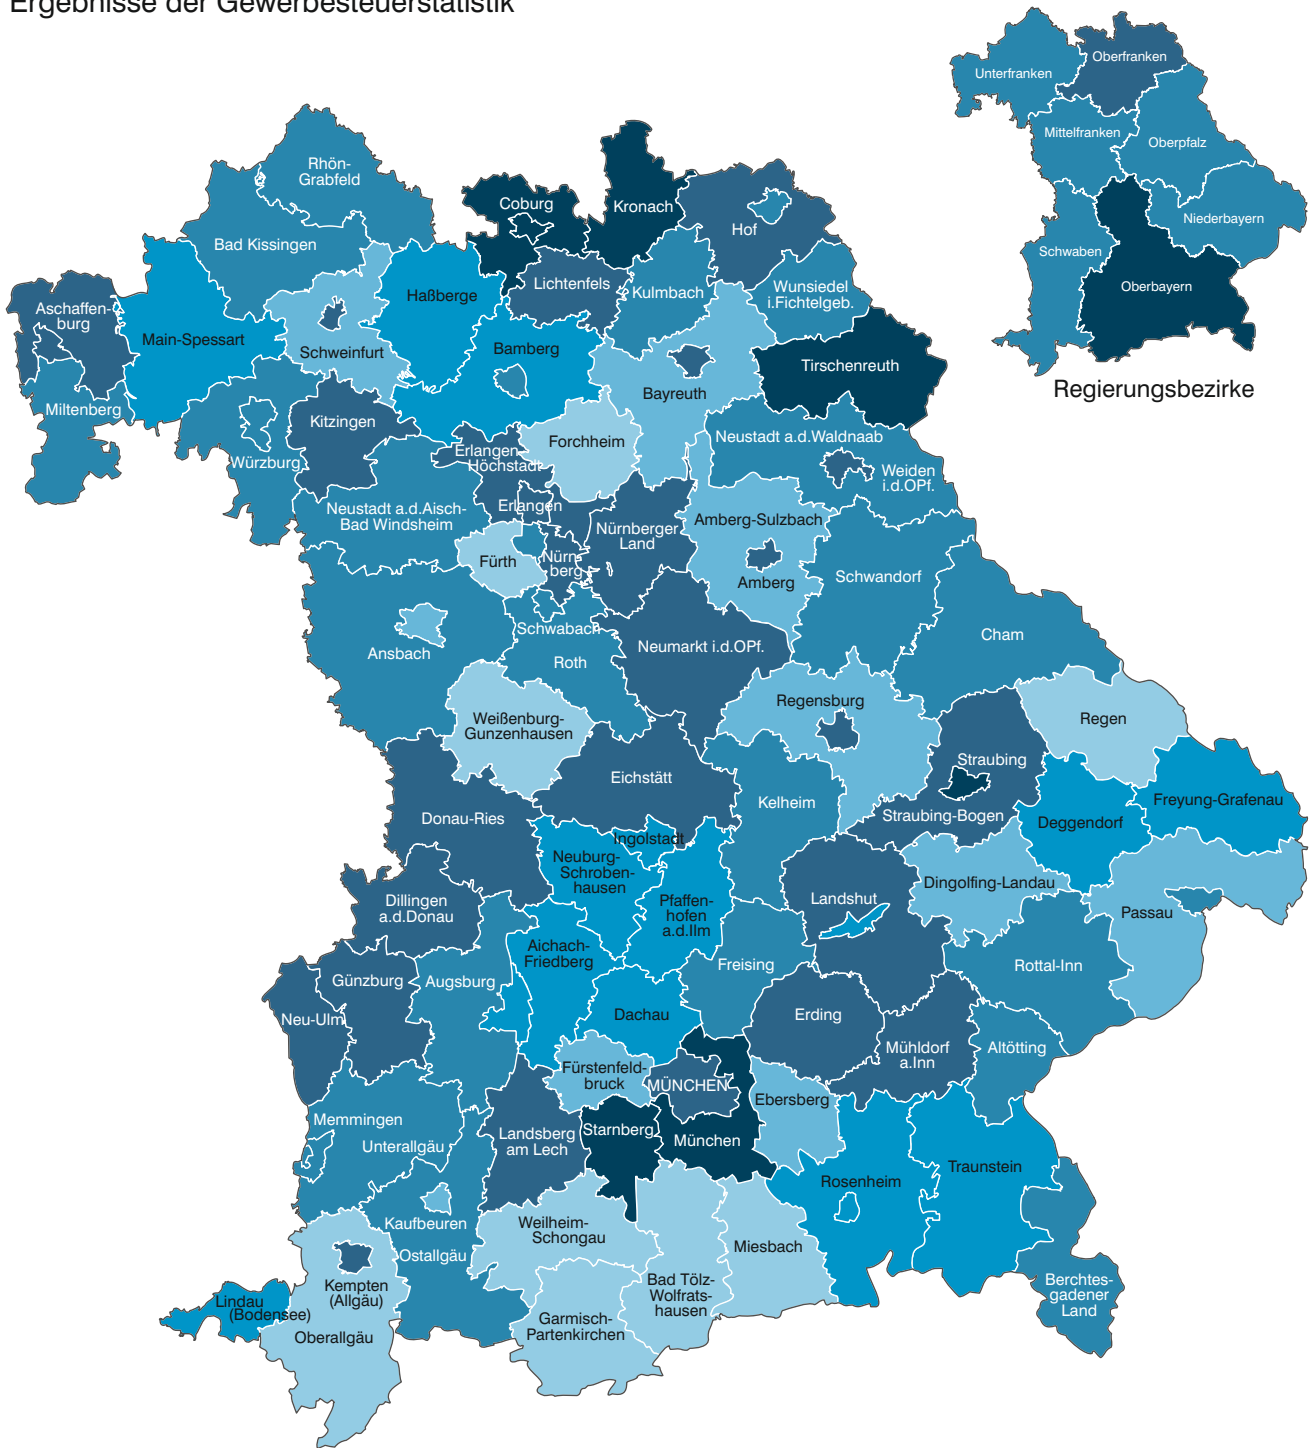 Ergebnisse der Gewerbesteuerstatistik
Oberfranken
Unterfranken
Mittelfranken
Oberpfalz
Niederbayern
Schwaben
Oberbayern
Regierungsbezirke
Rhön-
Grabfeld
Coburg
Kronach
Hof
Bad Kissingen
Lichtenfels
Kulmbach
Wunsiedel
i.Fichtelgeb.
Haßberge
Aschaffen-
burg
Main-Spessart
Schweinfurt
Bamberg
Tirschenreuth
Bayreuth
Miltenberg
Kitzingen
Forchheim
Neustadt a.d.Waldnaab
Erlangen-
Höchstadt
Würzburg
Weiden
i.d.OPf.
Neustadt a.d.Aisch-
Bad Windsheim
Erlangen
Nürnberger
Land
Amberg-Sulzbach
Fürth
Nürn-
berg
Amberg
Schwandorf
Schwabach
Cham
Ansbach
Roth
Neumarkt i.d.OPf.
Regensburg
Weißenburg-
Gunzenhausen
Regen
Straubing
Eichstätt
Kelheim
Freyung-Grafenau
Donau-Ries
Straubing-Bogen
Deggendorf
Ingolstadt
Neuburg-
Schroben-
hausen
Dingolfing-Landau
Dillingen
a.d.Donau
Pfaffen-
hofen
a.d.Ilm
Landshut
Passau
Aichach-
Friedberg
Freising
Rottal-Inn
Günzburg
Augsburg
Neu-Ulm
Dachau
Erding
Mühldorf
a.Inn
Altötting
Fürstenfeld-
bruck
MÜNCHEN
Ebersberg
Memmingen
Unterallgäu
Landsberg
am Lech
Starnberg
München
Traunstein
Rosenheim
Kaufbeuren
Weilheim-
Schongau
Ostallgäu
Miesbach
Kempten
(Allgäu)
Bad Tölz-
Wolfrats-
hausen
Berchtes-
gadener
Land
Lindau
(Bodensee)
Garmisch-
Partenkirchen
Oberallgäu